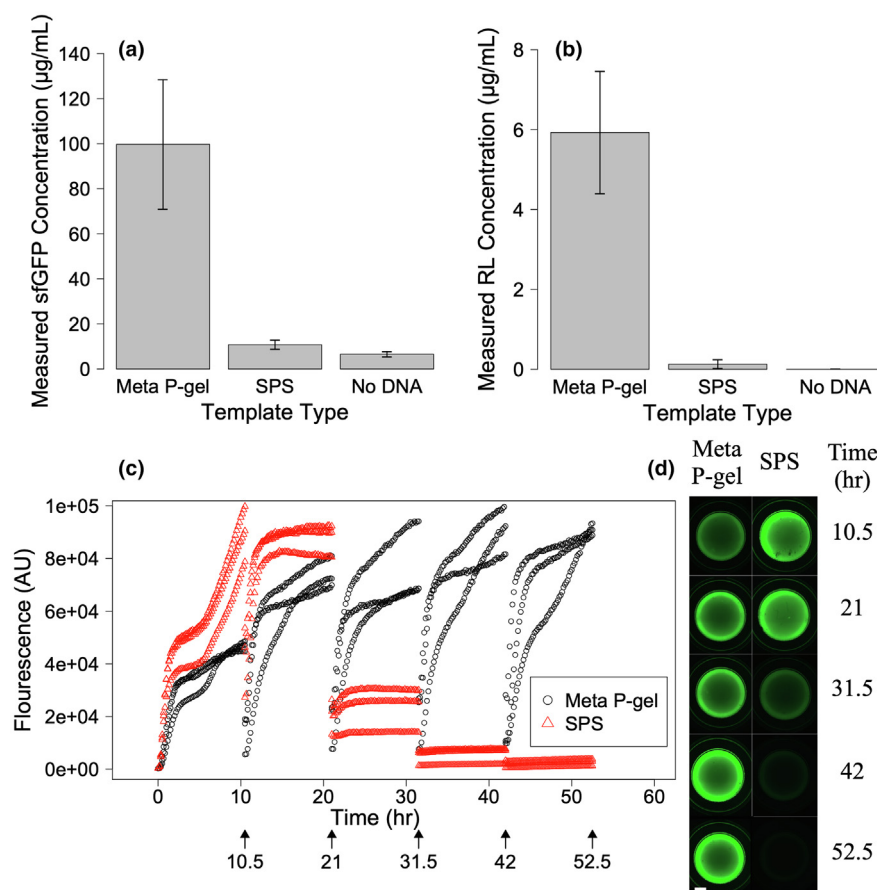 (a)
Measured sfGFP Concentration (µg/mL)
140
120
100
80
60
40
20
0
Meta P-gel SPS No DNA
Template Type
(b)
Measured RL Concentration (µg/mL)
8
6
4
2
0
Meta P-gel SPS No DNA
Template Type
(c)
Flourescence (AU)
1e+05
8e+04
6e+04
4e+04
2e+04
0e+00
Meta P-gel
SPS
0 10 20 30 40 50 60
Time (hr)
10.5 21 31.5 42 52.5
(d)
Meta
P-gel
SPS
Time
(hr)
10.5
21
31.5
42
52.5